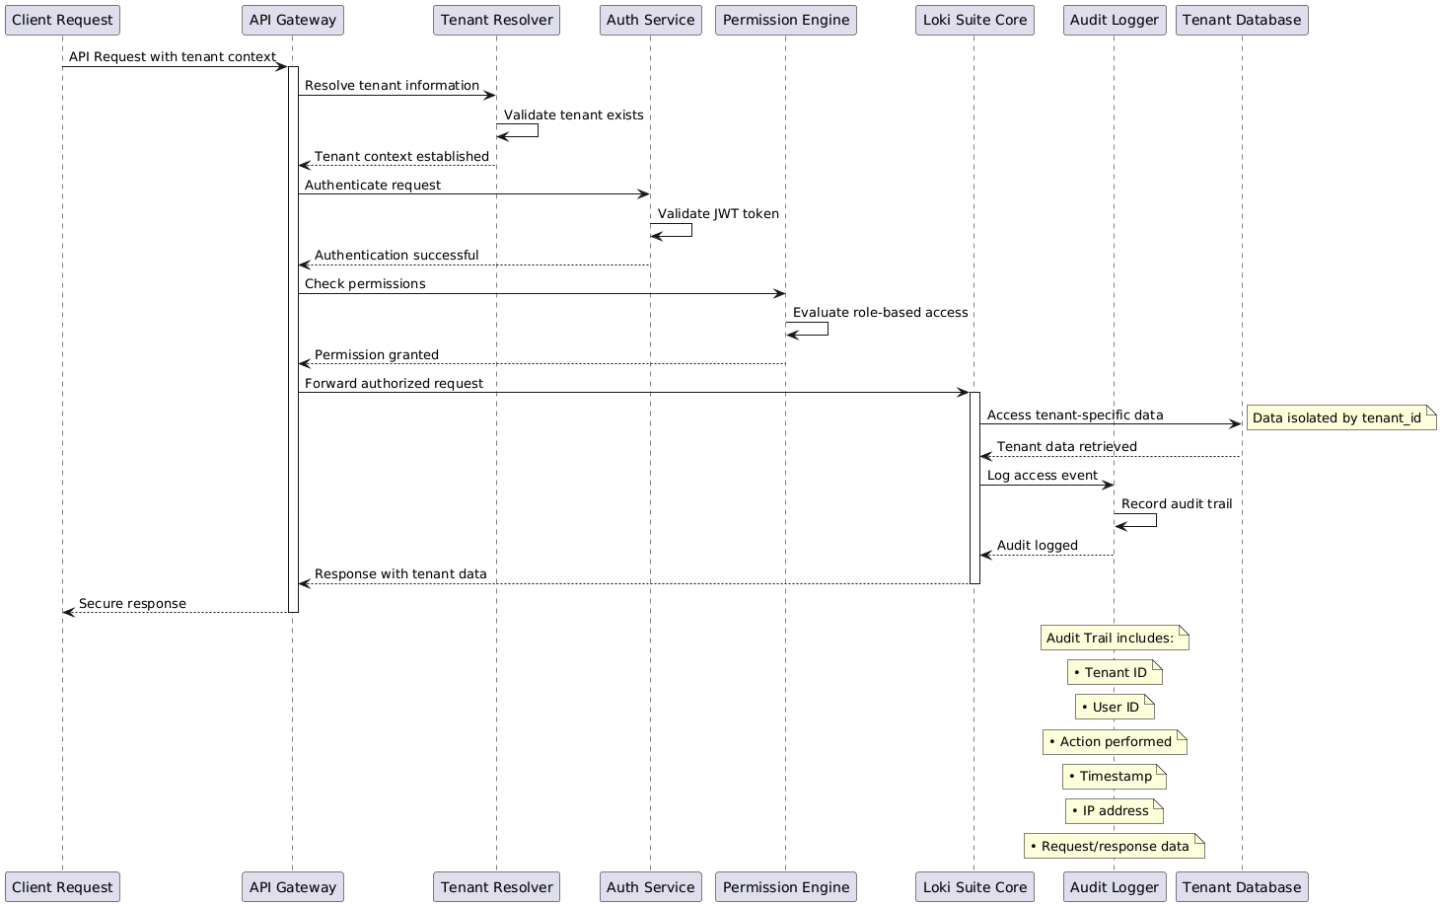 Client Request
API Gateway
Tenant Resolver
Auth Service
Permission Engine
Loki Suite Core
Audit Logger
Tenant Database
API Request with tenant context
Resolve tenant information
Validate tenant exists
Tenant context established
Authenticate request
Validate JWT token
Authentication successful
Check permissions
Evaluate role-based access
Permission granted
Forward authorized request
Access tenant-specific data
Data isolated by tenant_id
Tenant data retrieved
Log access event
Record audit trail
Audit logged
Response with tenant data
Secure response
Audit Trail includes:
• Tenant ID
• User ID
• Action performed
• Timestamp
• IP address
• Request/response data
Client Request
API Gateway
Tenant Resolver
Auth Service
Permission Engine
Loki Suite Core
Audit Logger
Tenant Database